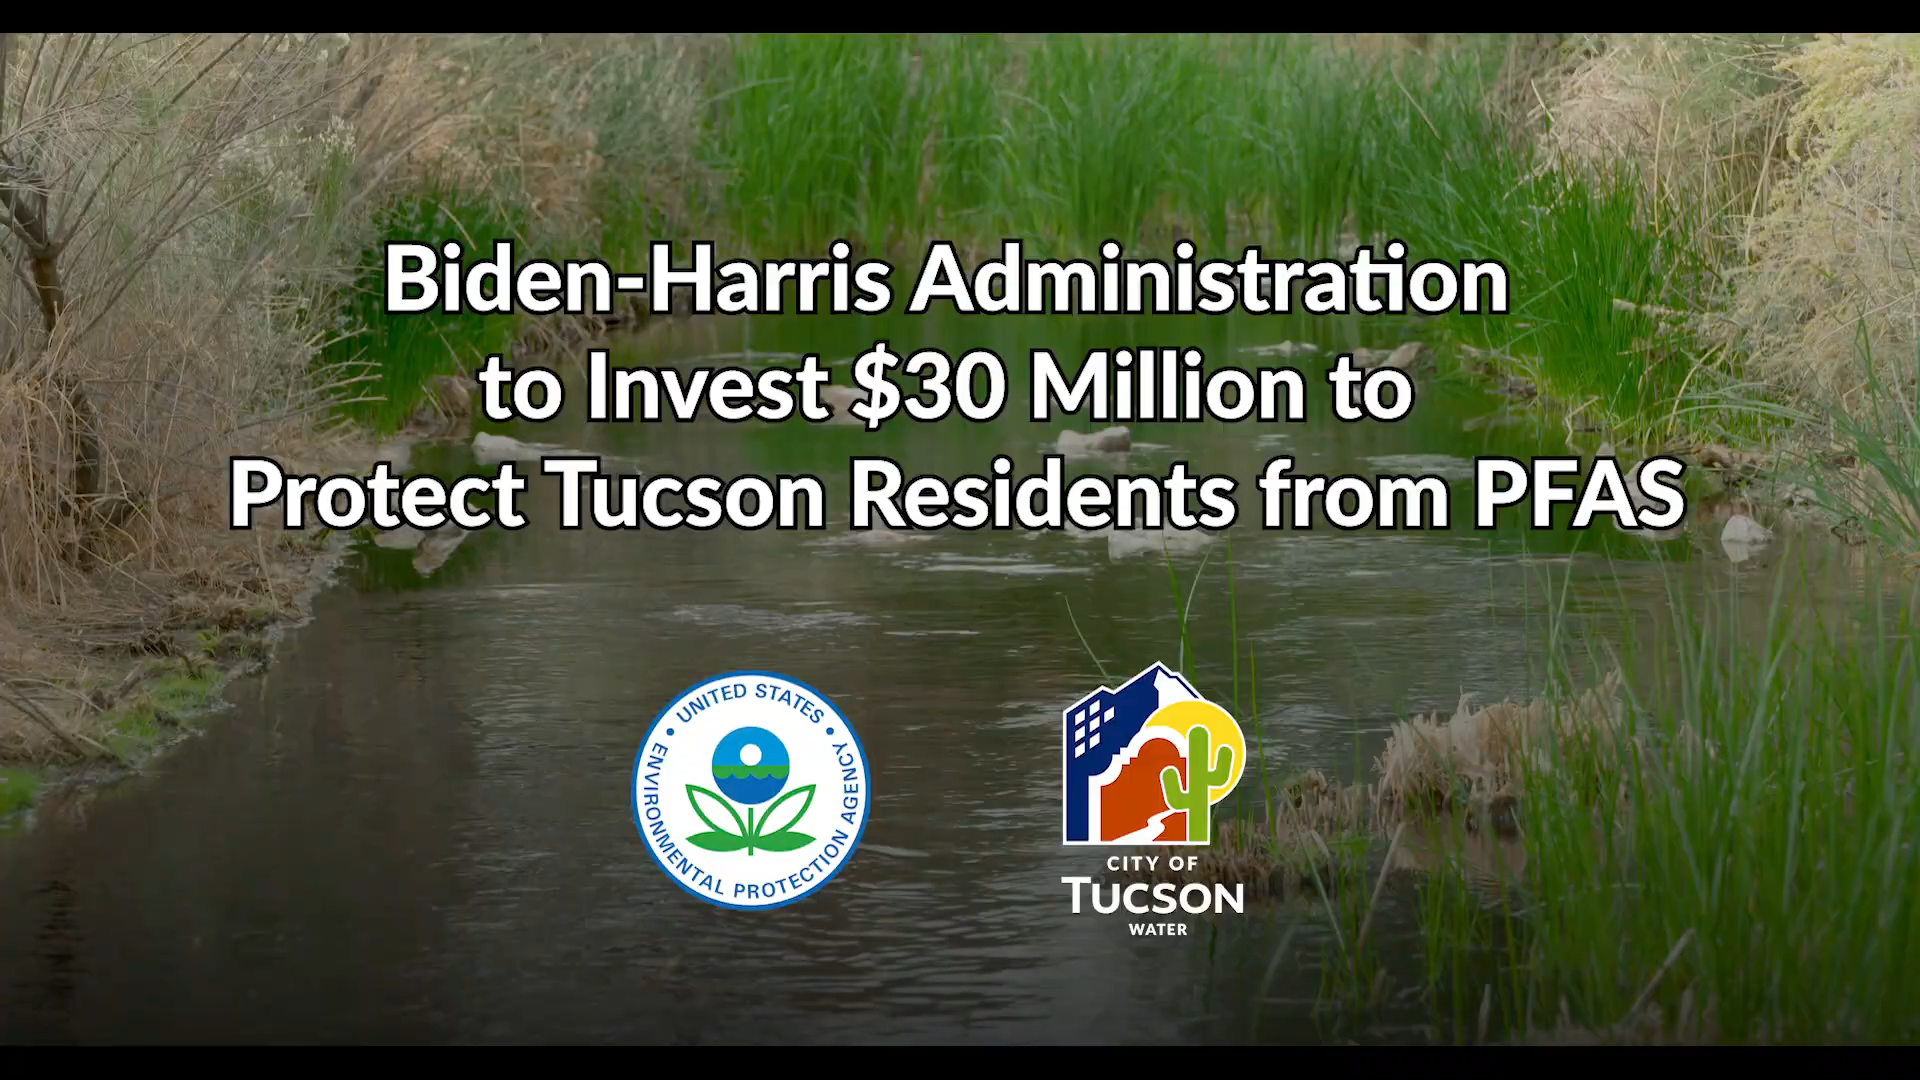 Biden-Harris Administration
to Invest $30 Million to
Protect Tucson Residents from PFAS
UNITED STATES
ENVIRONMENTAL PROTECTION AGENCY
CITY OF
TUCSON
WATER